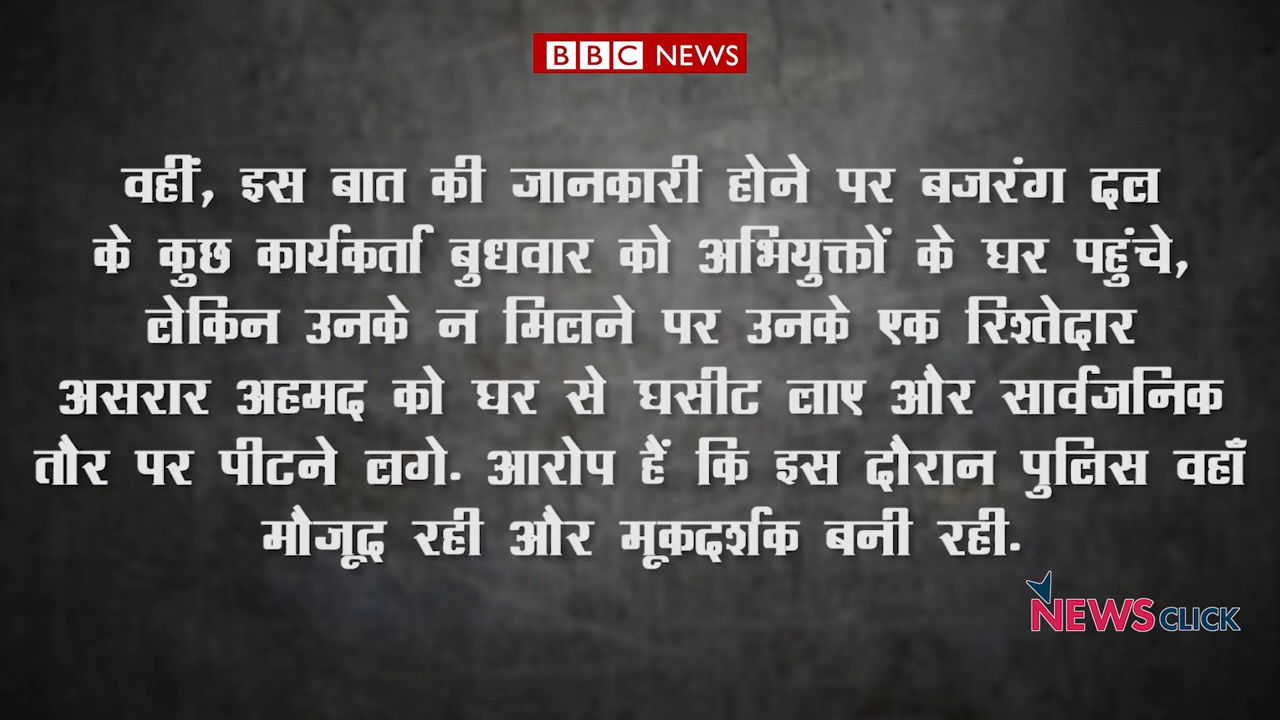 BBC NEWS
वहीं, इस बात की जानकारी होने पर बजरंग दल
के कुछ कार्यकर्ता बुधवार को अभियुक्तों के घर पहुंचे,
लेकिन उनके न मिलने पर उनके एक रिश्तेदार
असरार अहमद को घर से घसीट लाए और सार्वजनिक
तौर पर पीटने लगे. आरोप हैं कि इस दौरान पुलिस वहाँ
मौजूद रही और मूकदर्शक बनी रही.
NEWSCLICK